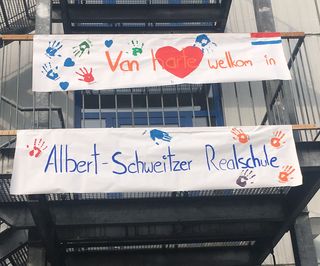 Van harte welkom in
Albert-Schweitzer Realschule